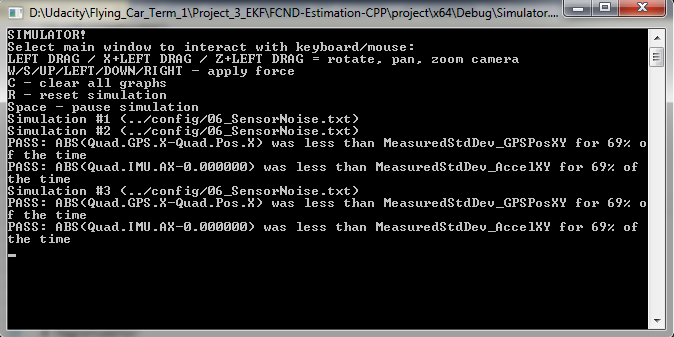 D:\Udacity\Flying_Car_Term_1\Project_3_EKF\FCND-Estimation-CPP\project\x64\Debug\Simulator....
SIMULATOR!
Select main window to interact with keyboard/mouse:
LEFT DRAG / X+LEFT DRAG / Z+LEFT DRAG = rotate, pan, zoom camera
W/S/UP/LEFT/DOWN/RIGHT - apply force
C - clear all graphs
R - reset simulation
Space - pause simulation
Simulation #1 (../config/06_SensorNoise.txt)
Simulation #2 (../config/06_SensorNoise.txt)
PASS: ABS(Quad.GPS.X-Quad.Pos.X) was less than MeasuredStdDev_GPSPosXY for 69% o
f the time
PASS: ABS(Quad.IMU.AX-0.000000) was less than MeasuredStdDev_AccelXY for 69% of
the time
Simulation #3 (../config/06_SensorNoise.txt)
PASS: ABS(Quad.GPS.X-Quad.Pos.X) was less than MeasuredStdDev_GPSPosXY for 69% o
f the time
PASS: ABS(Quad.IMU.AX-0.000000) was less than MeasuredStdDev_AccelXY for 69% of
the time